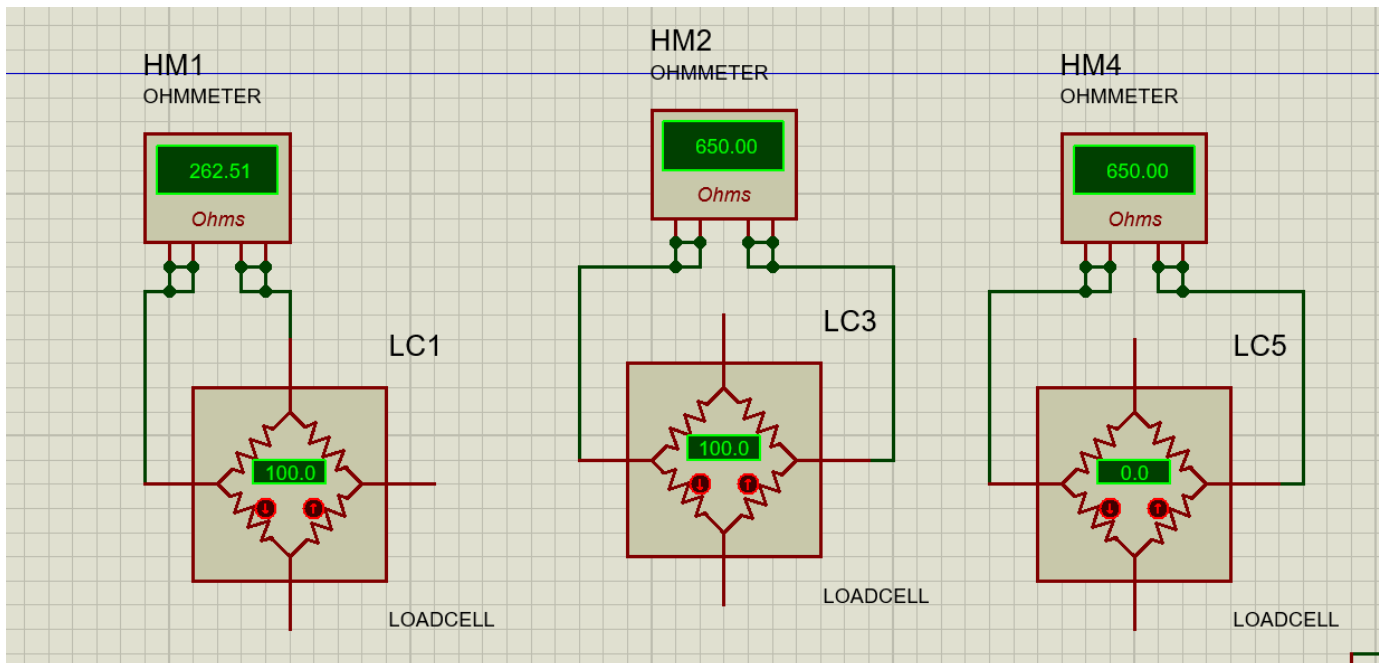 HM1
OHMMETER
262.51
Ohms
LC1
100.0
LOADCELL
HM2
OHMMETER
650.00
Ohms
LC3
100.0
LOADCELL
HM4
OHMMETER
650.00
Ohms
LC5
0.0
LOADCELL